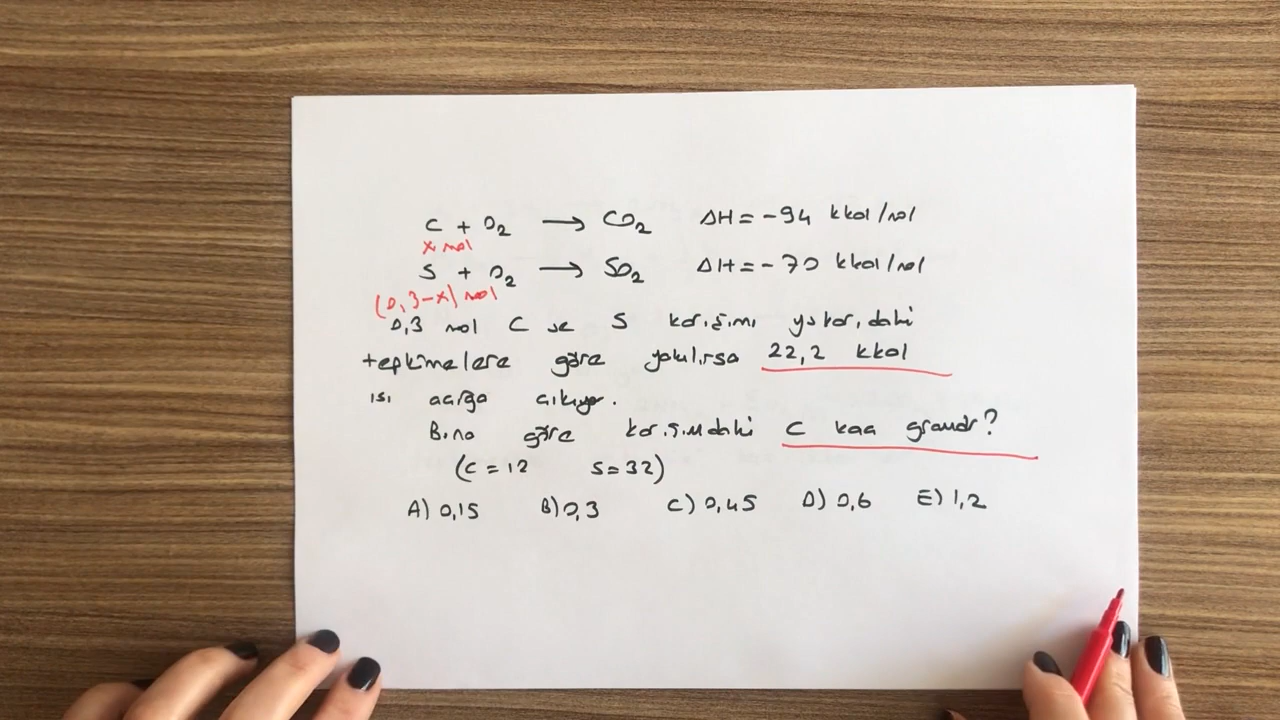 C + O2 → CO2 ΔH = -94 kkal/mol
x mol
S + O2 → SO2 ΔH = -70 kkal/mol
(0,3-x) mol
0,3 mol C ve S karışımı yukarıdaki
tepkimelere göre yakılırsa 22,2 kkal
ısı açığa çıkıyor.
Buna göre karışımdaki C kaç gramdır?
(C = 12 S = 32)
A) 0,15 B) 0,3 C) 0,45 D) 0,6 E) 1,2